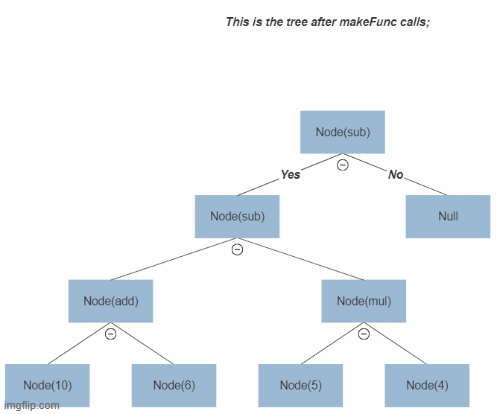 This is the tree after makeFunc calls;
Node(sub)
Yes
No
Node(sub)
Null
Node(add)
Node(mul)
Node(10)
Node(6)
Node(5)
Node(4)
imgflip.com